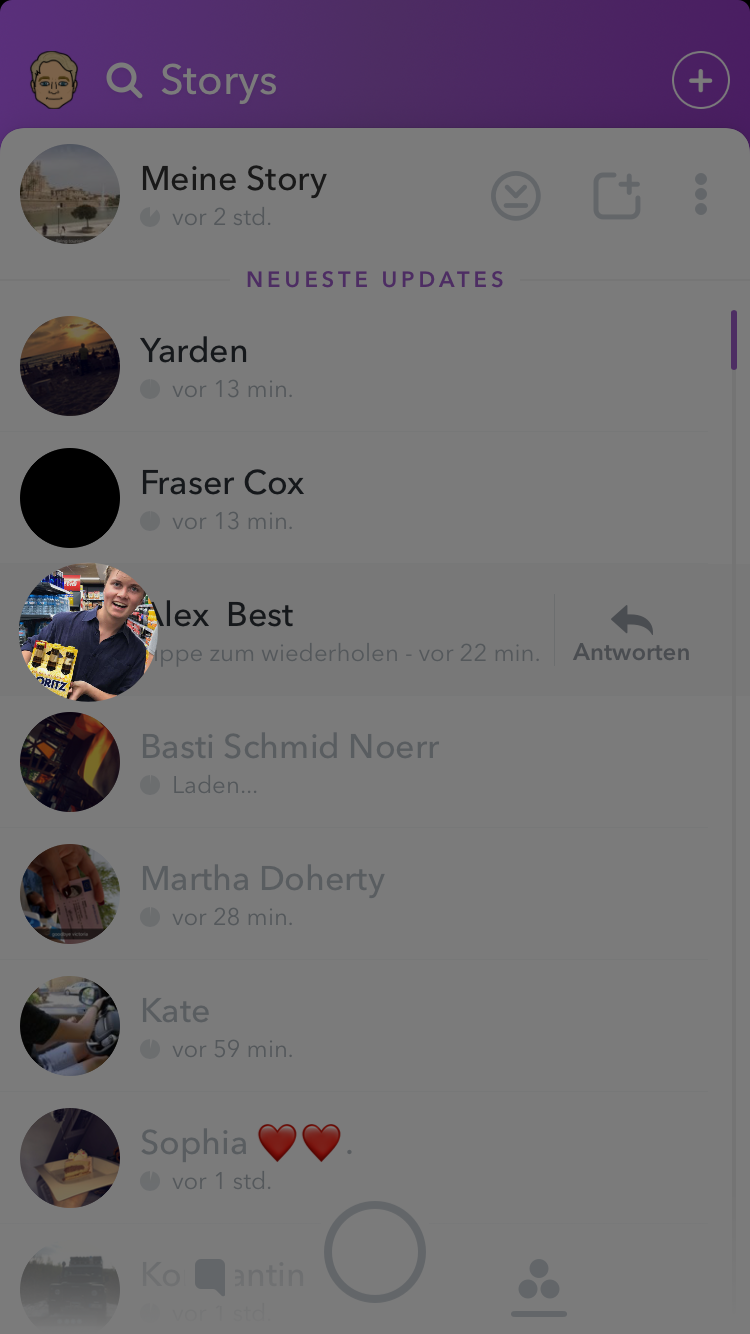 Storys
Meine Story
vor 2 std.
NEUESTE UPDATES
Yarden
vor 13 min.
Fraser Cox
vor 13 min.
Alex Best
ippe zum wiederholen - vor 22 min.
Antworten
ORITZ
Basti Schmid Noerr
Laden...
Martha Doherty
vor 28 min.
Kate
vor 59 min.
Sophia ❤️❤️.
vor 1 std.
Ko antin
vor 1 std.